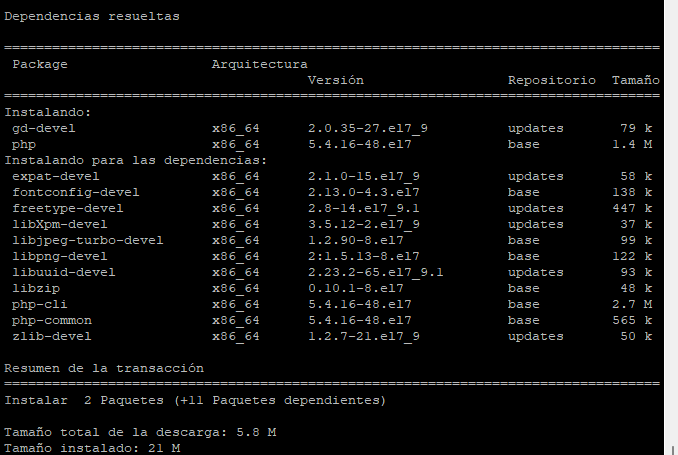 Dependencias resueltas
================================================================================
Package Arquitectura
Versión Repositorio Tamaño
================================================================================
Instalando:
gd-devel x86_64 2.0.35-27.el7_9 updates 79 k
php x86_64 5.4.16-48.el7 base 1.4 M
Instalando para las dependencias:
expat-devel x86_64 2.1.0-15.el7_9 updates 58 k
fontconfig-devel x86_64 2.13.0-4.3.el7 base 138 k
freetype-devel x86_64 2.8-14.el7_9.1 updates 447 k
libXpm-devel x86_64 3.5.12-2.el7_9 updates 37 k
libjpeg-turbo-devel x86_64 1.2.90-8.el7 base 99 k
libpng-devel x86_64 2:1.5.13-8.el7 base 122 k
libuuid-devel x86_64 2.23.2-65.el7_9.1 updates 93 k
libzip x86_64 0.10.1-8.el7 base 48 k
php-cli x86_64 5.4.16-48.el7 base 2.7 M
php-common x86_64 5.4.16-48.el7 base 565 k
zlib-devel x86_64 1.2.7-21.el7_9 updates 50 k
Resumen de la transacción
================================================================================
Instalar 2 Paquetes (+11 Paquetes dependientes)
Tamaño total de la descarga: 5.8 M
Tamaño instalado: 21 M